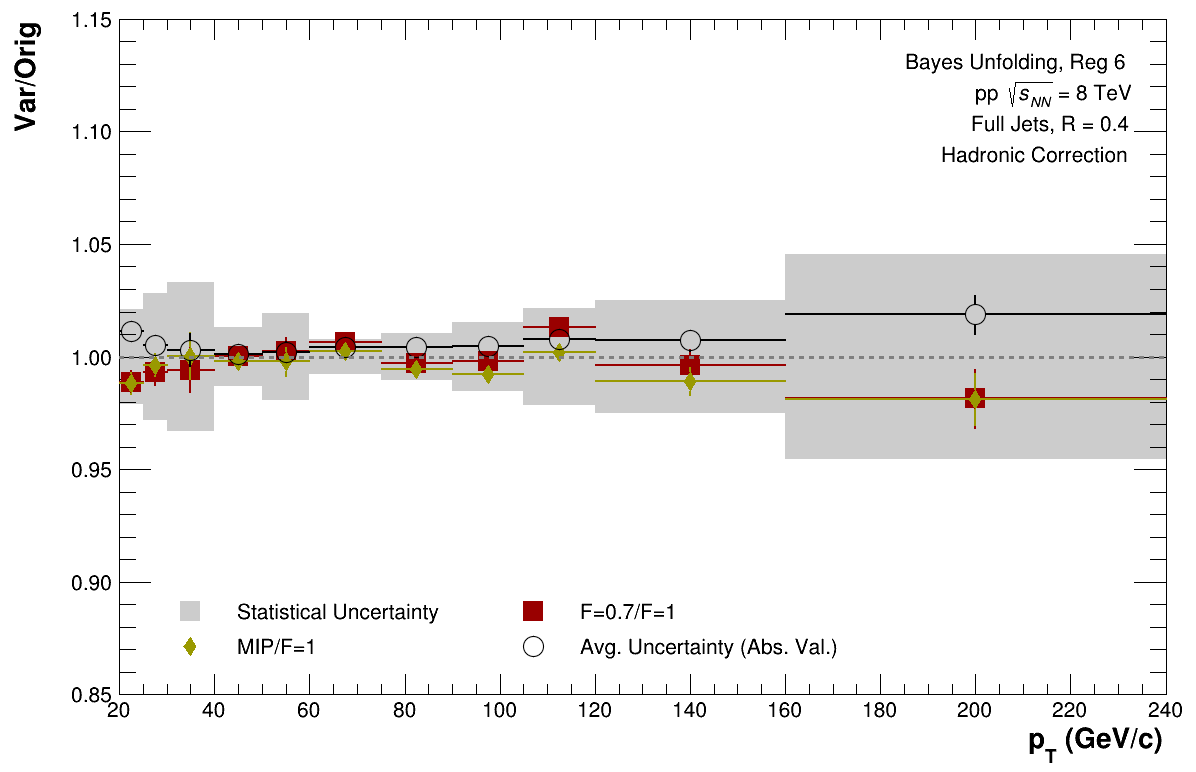 Var/Orig
1.15
1.10
1.05
1.00
0.95
0.90
0.85
Bayes Unfolding, Reg 6
pp √s_NN = 8 TeV
Full Jets, R = 0.4
Hadronic Correction
Statistical Uncertainty
F=0.7/F=1
MIP/F=1
Avg. Uncertainty (Abs. Val.)
20 40 60 80 100 120 140 160 180 200 220 240
p_T (GeV/c)